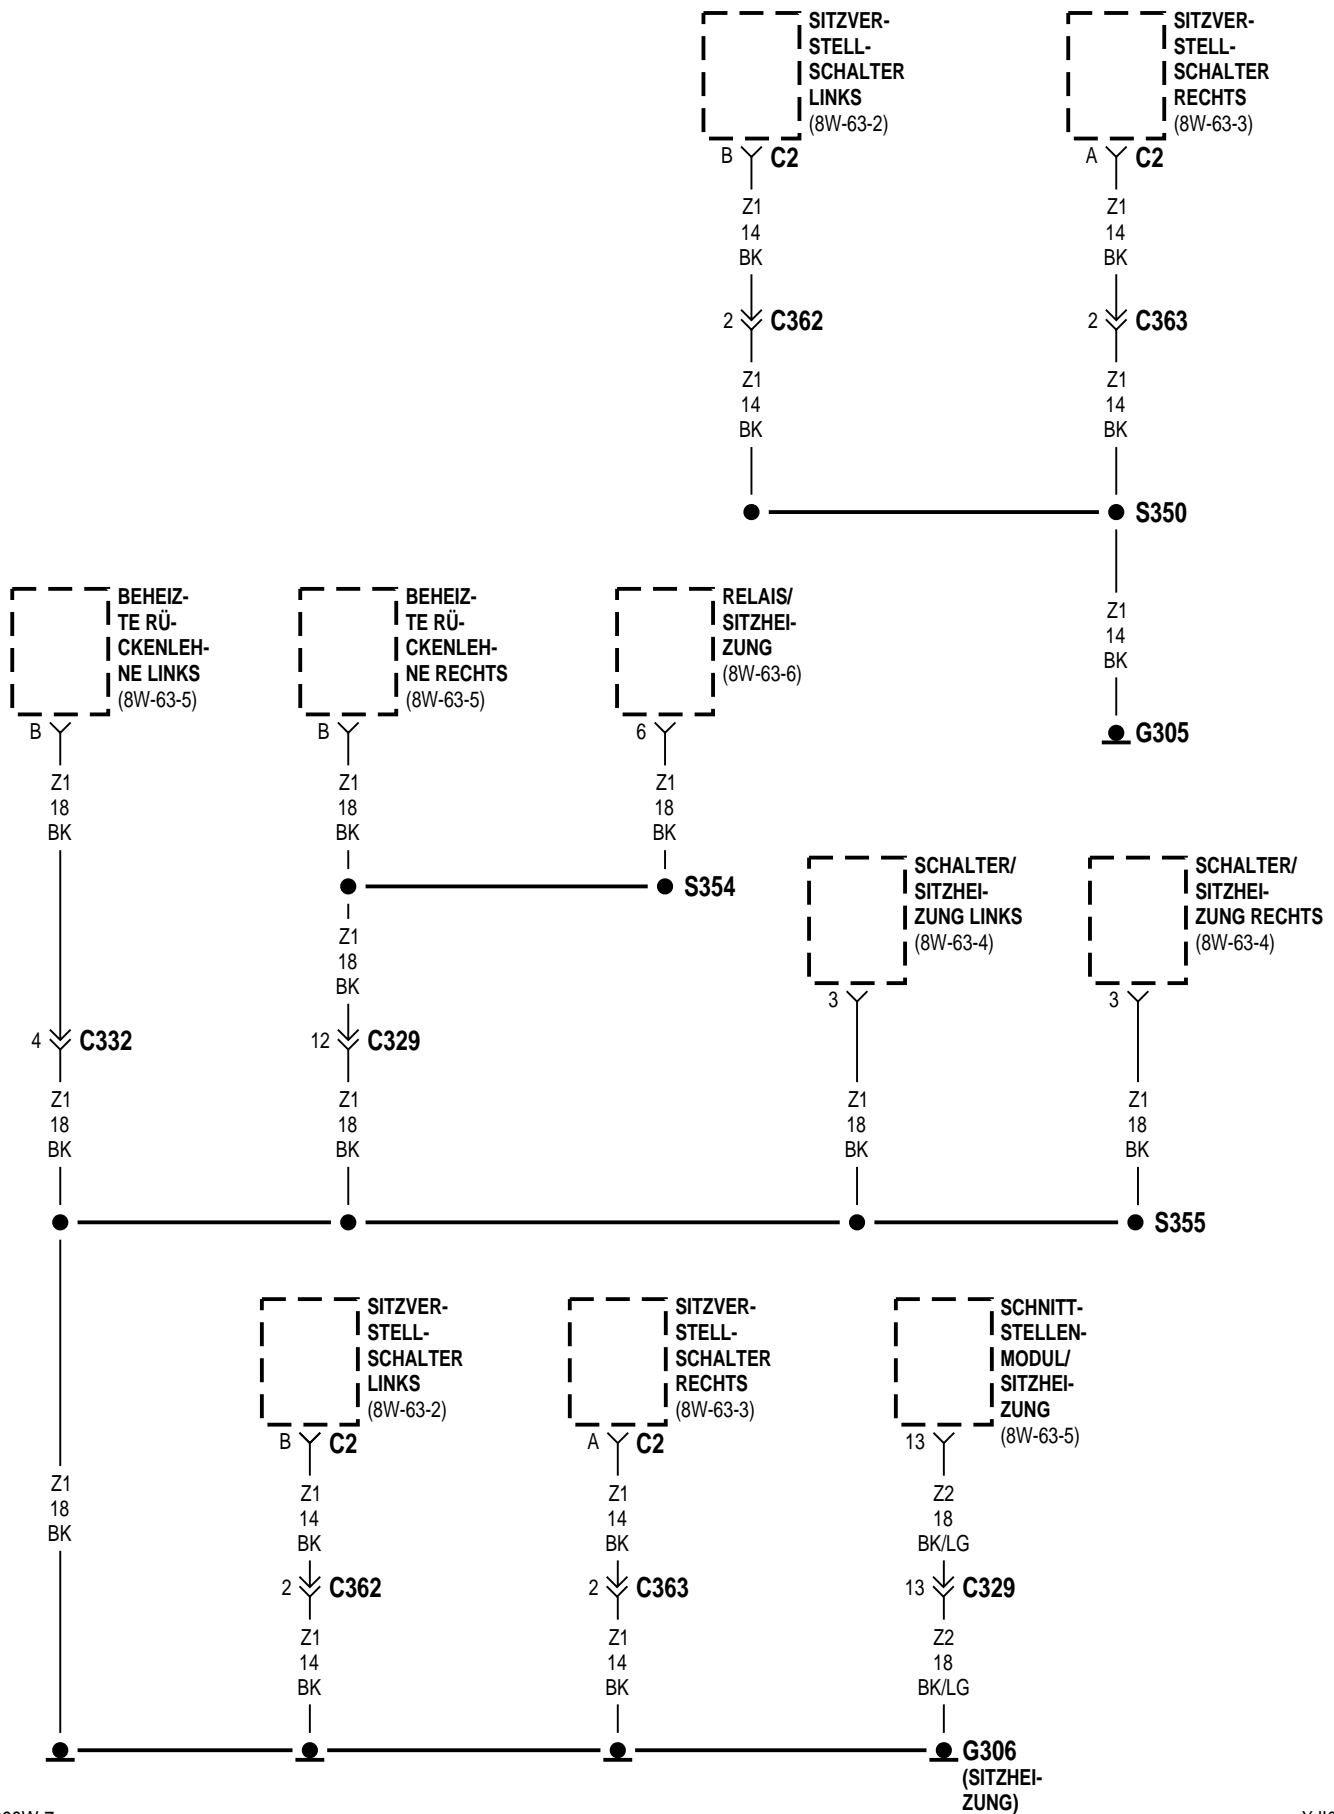 SITZVER-
STELL-
SCHALTER
LINKS
(8W-63-2)
B C2
Z1
14
BK
2 C362
Z1
14
BK
SITZVER-
STELL-
SCHALTER
RECHTS
(8W-63-3)
A C2
Z1
14
BK
2 C363
Z1
14
BK
S350
Z1
14
BK
G305
BEHEIZ-
TE RÜ-
CKENLEH-
NE LINKS
(8W-63-5)
B
Z1
18
BK
4 C332
Z1
18
BK
BEHEIZ-
TE RÜ-
CKENLEH-
NE RECHTS
(8W-63-5)
B
Z1
18
BK
RELAIS/
SITZHEI-
ZUNG
(8W-63-6)
6
Z1
18
BK
S354
Z1
18
BK
12 C329
Z1
18
BK
SCHALTER/
SITZHEI-
ZUNG LINKS
(8W-63-4)
3
Z1
18
BK
SCHALTER/
SITZHEI-
ZUNG RECHTS
(8W-63-4)
3
Z1
18
BK
S355
Z1
18
BK
SITZVER-
STELL-
SCHALTER
LINKS
(8W-63-2)
B C2
Z1
14
BK
2 C362
Z1
14
BK
SITZVER-
STELL-
SCHALTER
RECHTS
(8W-63-3)
A C2
Z1
14
BK
2 C363
Z1
14
BK
SCHNITT-
STELLEN-
MODUL/
SITZHEI-
ZUNG
(8W-63-5)
13
Z2
18
BK/LG
13 C329
Z2
18
BK/LG
G306
(SITZHEI-
ZUNG)